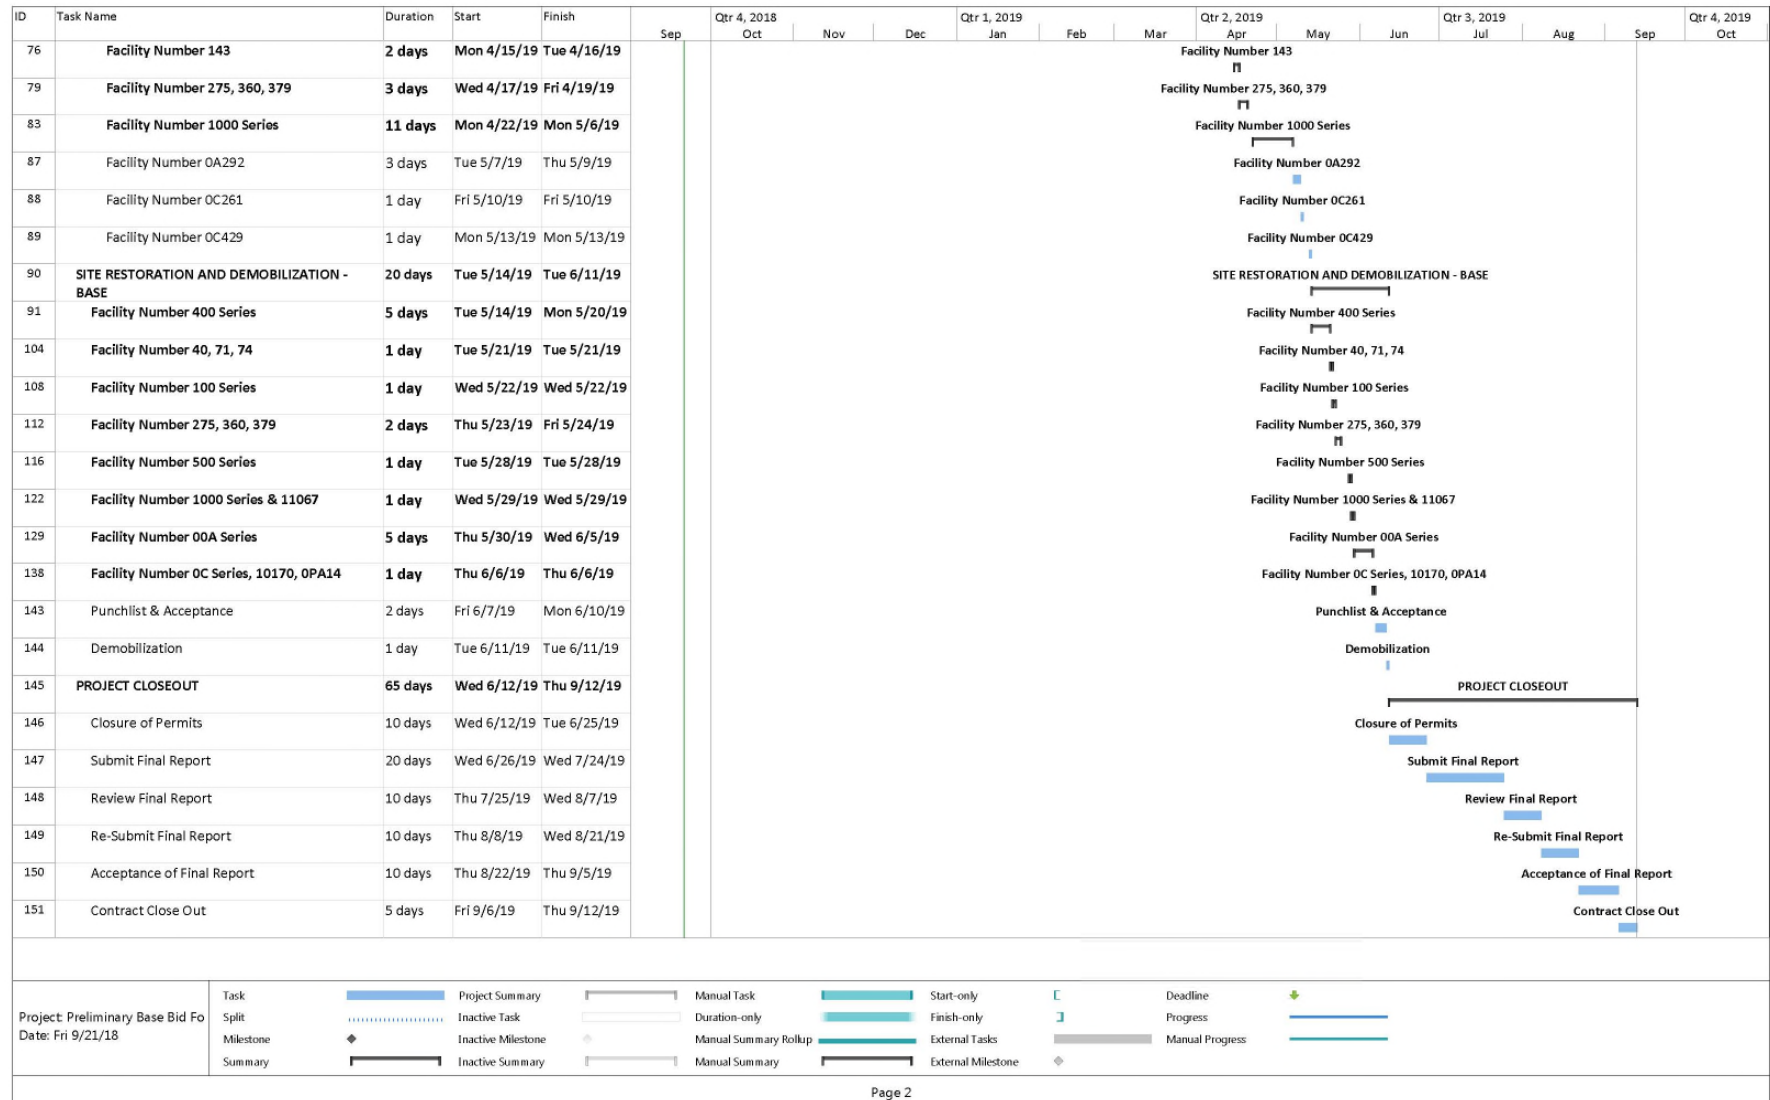 ID Task Name Duration Start Finish Qtr 4, 2018 Qtr 1, 2019 Qtr 2, 2019 Qtr 3, 2019 Qtr 4, 2019
Sep Oct Nov Dec Jan Feb Mar Apr May Jun Jul Aug Sep Oct
76 Facility Number 143 2 days Mon 4/15/19 Tue 4/16/19 Facility Number 143
79 Facility Number 275, 360, 379 3 days Wed 4/17/19 Fri 4/19/19 Facility Number 275, 360, 379
83 Facility Number 1000 Series 11 days Mon 4/22/19 Mon 5/6/19 Facility Number 1000 Series
87 Facility Number 0A292 3 days Tue 5/7/19 Thu 5/9/19 Facility Number 0A292
88 Facility Number 0C261 1 day Fri 5/10/19 Fri 5/10/19 Facility Number 0C261
89 Facility Number 0C429 1 day Mon 5/13/19 Mon 5/13/19 Facility Number 0C429
90 SITE RESTORATION AND DEMOBILIZATION - 20 days Tue 5/14/19 Tue 6/11/19 SITE RESTORATION AND DEMOBILIZATION - BASE
BASE
91 Facility Number 400 Series 5 days Tue 5/14/19 Mon 5/20/19 Facility Number 400 Series
104 Facility Number 40, 71, 74 1 day Tue 5/21/19 Tue 5/21/19 Facility Number 40, 71, 74
108 Facility Number 100 Series 1 day Wed 5/22/19 Wed 5/22/19 Facility Number 100 Series
112 Facility Number 275, 360, 379 2 days Thu 5/23/19 Fri 5/24/19 Facility Number 275, 360, 379
116 Facility Number 500 Series 1 day Tue 5/28/19 Tue 5/28/19 Facility Number 500 Series
122 Facility Number 1000 Series & 11067 1 day Wed 5/29/19 Wed 5/29/19 Facility Number 1000 Series & 11067
129 Facility Number 00A Series 5 days Thu 5/30/19 Wed 6/5/19 Facility Number 00A Series
138 Facility Number 0C Series, 10170, 0PA14 1 day Thu 6/6/19 Thu 6/6/19 Facility Number 0C Series, 10170, 0PA14
143 Punchlist & Acceptance 2 days Fri 6/7/19 Mon 6/10/19 Punchlist & Acceptance
144 Demobilization 1 day Tue 6/11/19 Tue 6/11/19 Demobilization
145 PROJECT CLOSEOUT 65 days Wed 6/12/19 Thu 9/12/19 PROJECT CLOSEOUT
146 Closure of Permits 10 days Wed 6/12/19 Tue 6/25/19 Closure of Permits
147 Submit Final Report 20 days Wed 6/26/19 Wed 7/24/19 Submit Final Report
148 Review Final Report 10 days Thu 7/25/19 Wed 8/7/19 Review Final Report
149 Re-Submit Final Report 10 days Thu 8/8/19 Wed 8/21/19 Re-Submit Final Report
150 Acceptance of Final Report 10 days Thu 8/22/19 Thu 9/5/19 Acceptance of Final Report
151 Contract Close Out 5 days Fri 9/6/19 Thu 9/12/19 Contract Close Out
Project: Preliminary Base Bid Fo
Date: Fri 9/21/18
Task Project Summary Manual Task Start-only Deadline
Split Inactive Task Duration-only Finish-only Progress
Milestone Inactive Milestone Manual Summary Rollup External Tasks Manual Progress
Summary Inactive Summary Manual Summary External Milestone
Page 2